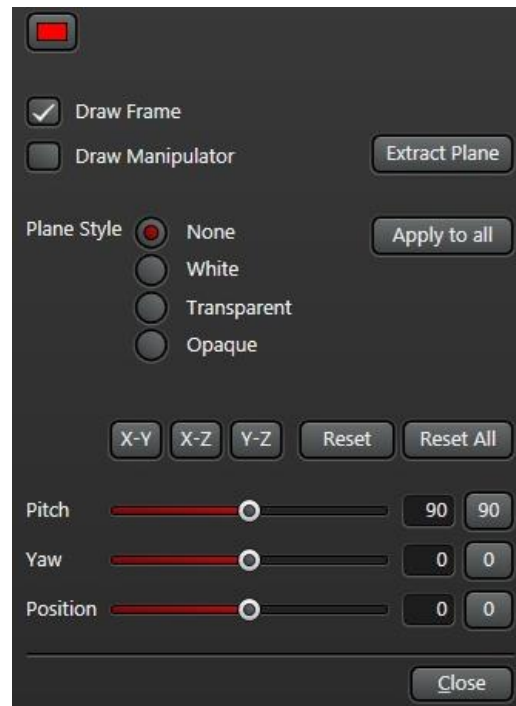 Draw Frame
Draw Manipulator Extract Plane
Plane Style None Apply to all
White
Transparent
Opaque
X-Y X-Z Y-Z Reset Reset All
Pitch 90 90
Yaw 0 0
Position 0 0
Close